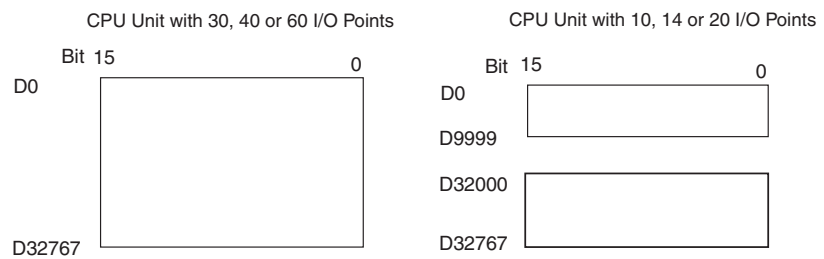 CPU Unit with 30, 40 or 60 I/O Points
Bit 15 0
D0
D32767
CPU Unit with 10, 14 or 20 I/O Points
Bit 15 0
D0
D9999
D32000
D32767